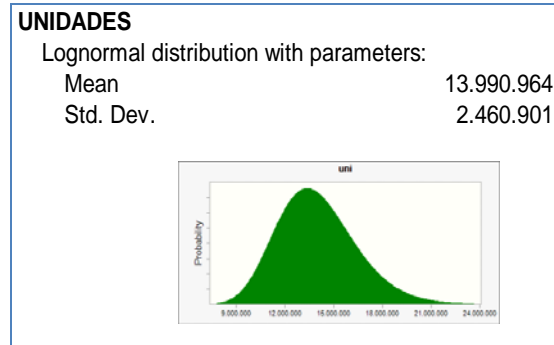 UNIDADES
Lognormal distribution with parameters:
Mean 13.990.964
Std. Dev. 2.460.901
uni
Probability
9.000.000 12.000.000 15.000.000 18.000.000 21.000.000 24.000.000